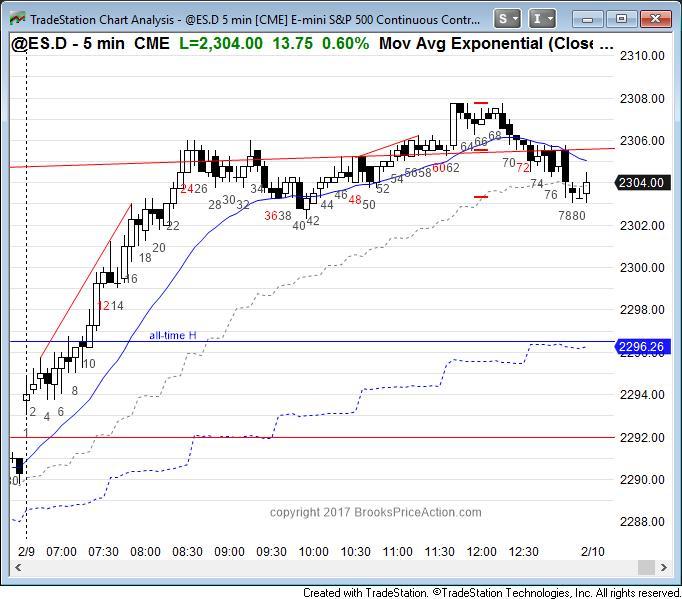 TradeStation Chart Analysis - @ES.D 5 min [CME] E-mini S&P 500 Continuous Contr...
S
I
@ES.D - 5 min CME L=2,304.00 13.75 0.60% Mov Avg Exponential (Close ...
2310.00
2308.00
2306.00
2304.00
2302.00
2300.00
2298.00
2296.26
2294.00
2292.00
2290.00
2288.00
all-time H
2 4 6 8 10 12 14 16 18 20 22 24 26 28 30 32 34 36 38 40 42 44 46 48 50 52 54 56 58 60 62 64 66 68 70 72 74 76 78 80
copyright 2017 BrooksPriceAction.com
2/9 07:00 07:30 08:00 08:30 09:00 09:30 10:00 10:30 11:00 11:30 12:00 12:30 2/10
Created with TradeStation. ©TradeStation Technologies, Inc. All rights reserved.